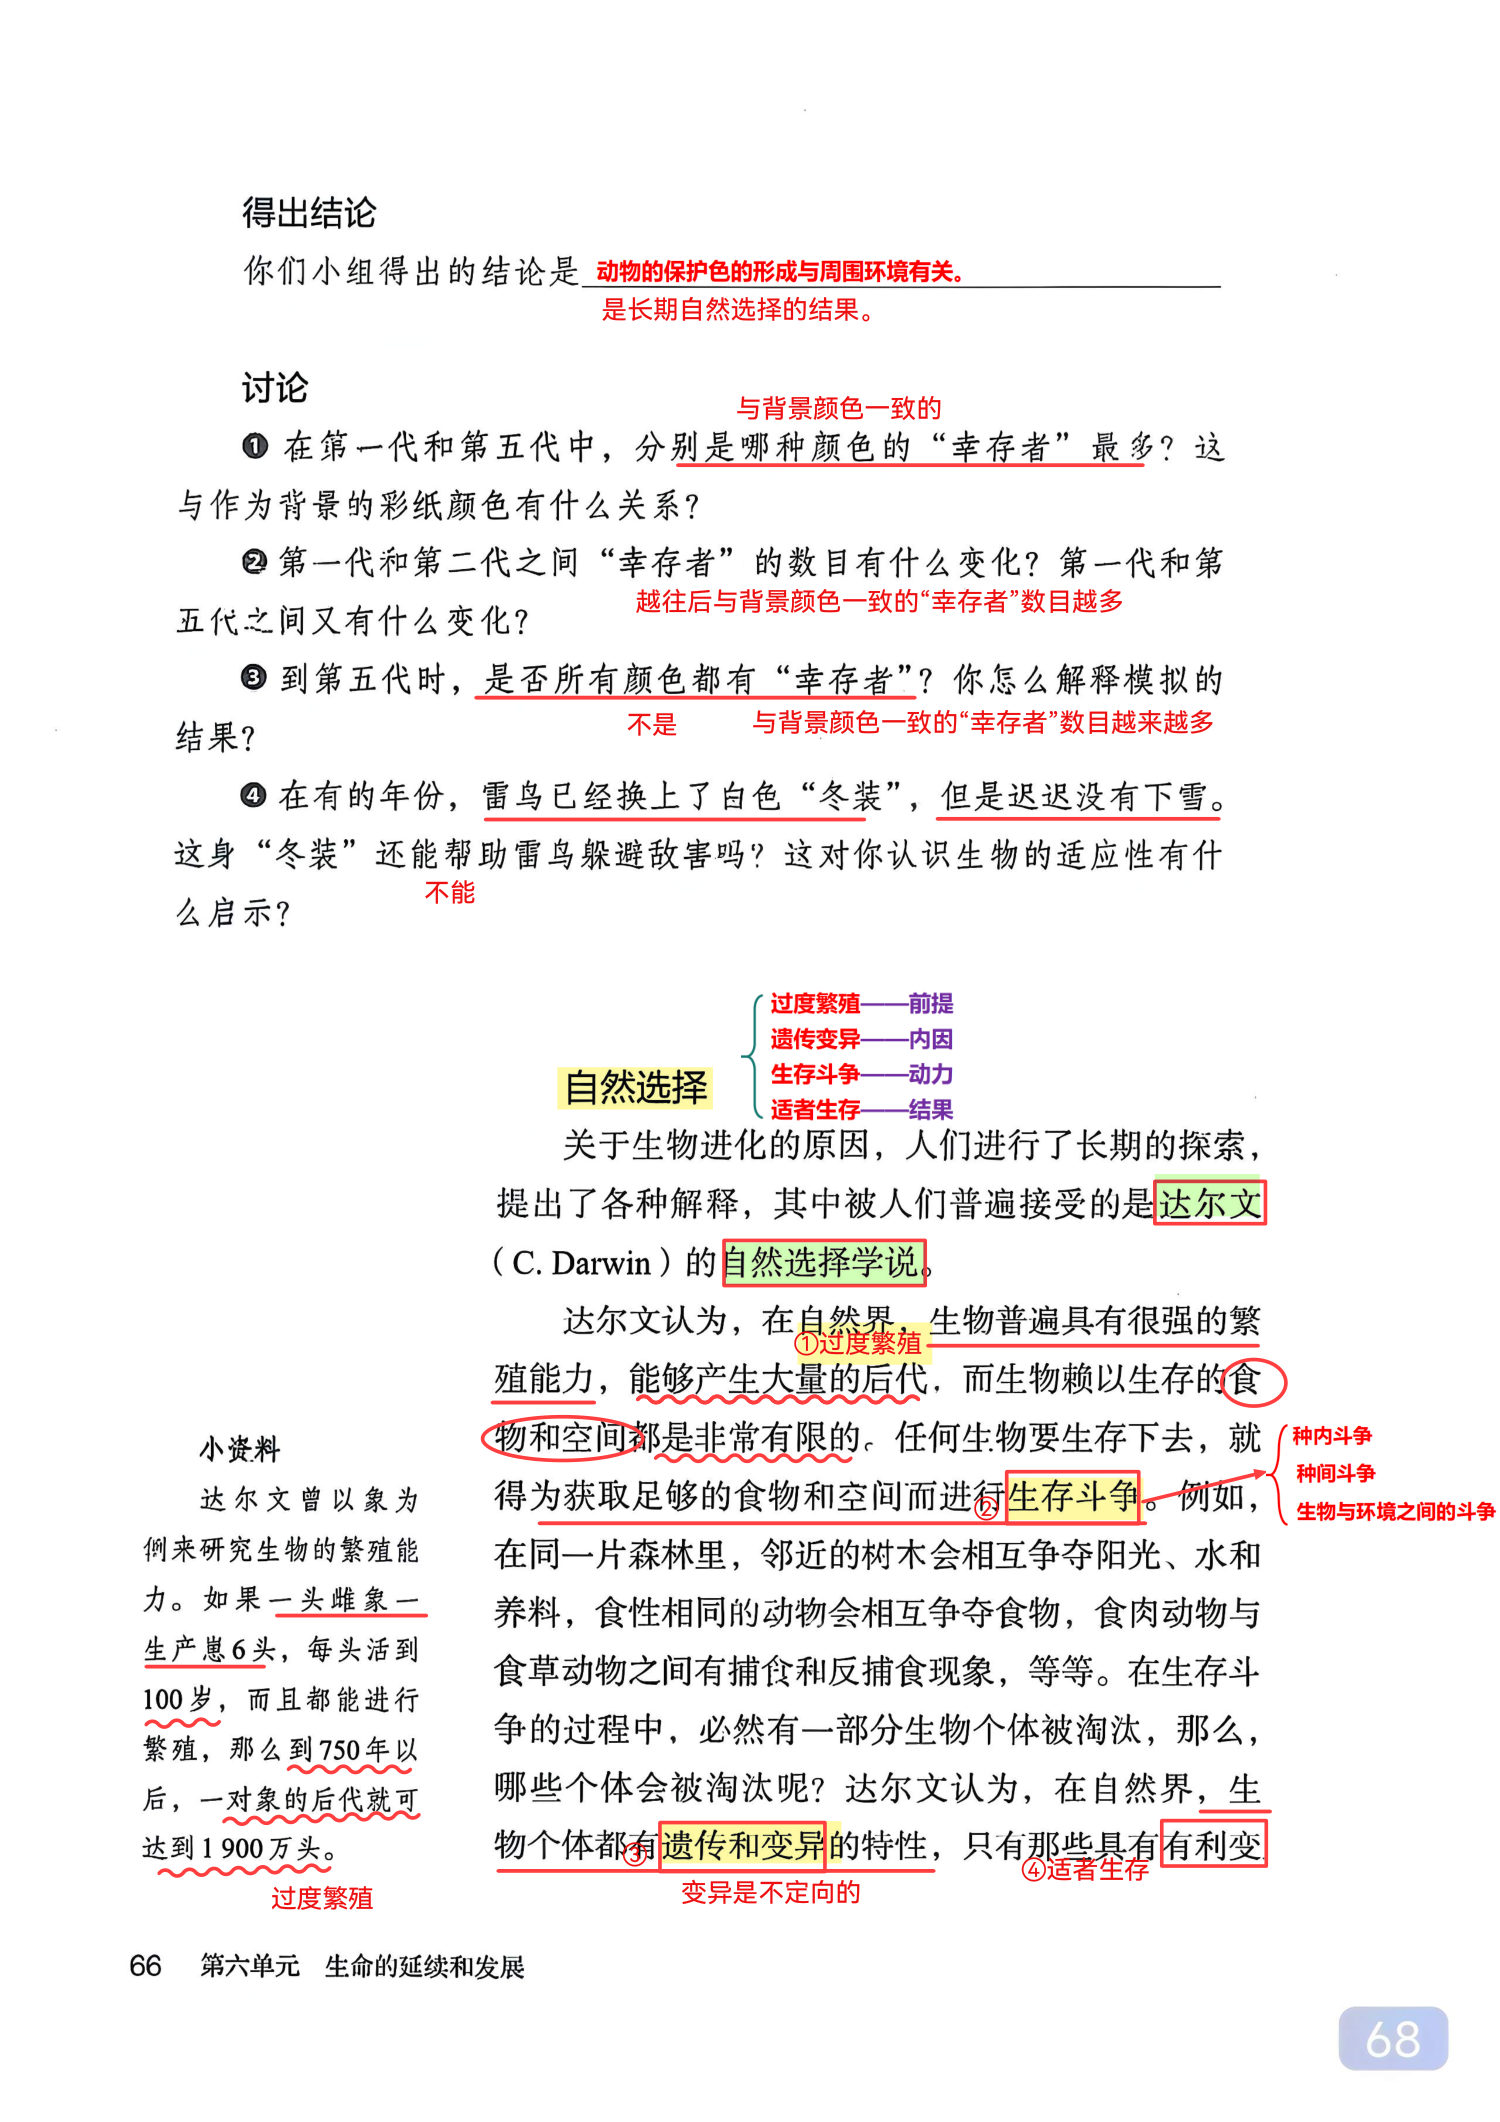 得出结论
你们小组得出的结论是 动物的保护色的形成与周围环境有关。
是长期自然选择的结果。
讨论
与背景颜色一致的
❶ 在第一代和第五代中，分别是哪种颜色的“幸存者”最多？这
与作为背景的彩纸颜色有什么关系？
❷ 第一代和第二代之间“幸存者”的数目有什么变化？第一代和第
越往后与背景颜色一致的“幸存者”数目越多
五代之间又有什么变化？
❸ 到第五代时，是否所有颜色都有“幸存者”？你怎么解释模拟的
不是 与背景颜色一致的“幸存者”数目越来越多
结果？
❹ 在有的年份，雷鸟已经换上了白色“冬装”，但是迟迟没有下雪。
这身“冬装”还能帮助雷鸟躲避敌害吗？这对你认识生物的适应性有什
不能
么启示？
过度繁殖——前提
遗传变异——内因
生存斗争——动力
适者生存——结果
自然选择
关于生物进化的原因，人们进行了长期的探索，
提出了各种解释，其中被人们普遍接受的是达尔文
（C. Darwin）的自然选择学说。
达尔文认为，在自然界，生物普遍具有很强的繁
①过度繁殖
殖能力，能够产生大量的后代，而生物赖以生存的食
物和空间都是非常有限的。任何生物要生存下去，就
得为获取足够的食物和空间而进行②生存斗争。例如，
种内斗争
种间斗争
生物与环境之间的斗争
在同一片森林里，邻近的树木会相互争夺阳光、水和
养料，食性相同的动物会相互争夺食物，食肉动物与
食草动物之间有捕食和反捕食现象，等等。在生存斗
争的过程中，必然有一部分生物个体被淘汰，那么，
哪些个体会被淘汰呢？达尔文认为，在自然界，生
物个体都有③遗传和变异的特性，只有那些具有有利变
④适者生存
变异是不定向的
小资料
达尔文曾以象为
例来研究生物的繁殖能
力。如果一头雌象一
生产崽6头，每头活到
100岁，而且都能进行
繁殖，那么到750年以
后，一对象的后代就可
达到1 900万头。
过度繁殖
66 第六单元 生命的延续和发展
68